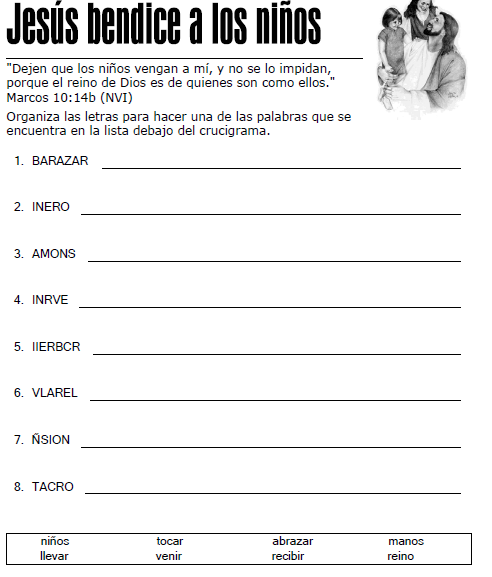 Jesús bendice a los niños
"Dejen que los niños vengan a mí, y no se lo impidan,
porque el reino de Dios es de quienes son como ellos."
Marcos 10:14b (NVI)
Organiza las letras para hacer una de las palabras que se
encuentra en la lista debajo del crucigrama.
1. BARAZAR
2. INERO
3. AMONS
4. INRVE
5. IIERBCR
6. VLAREL
7. ÑSION
8. TACRO
niños tocar abrazar manos
llevar venir recibir reino